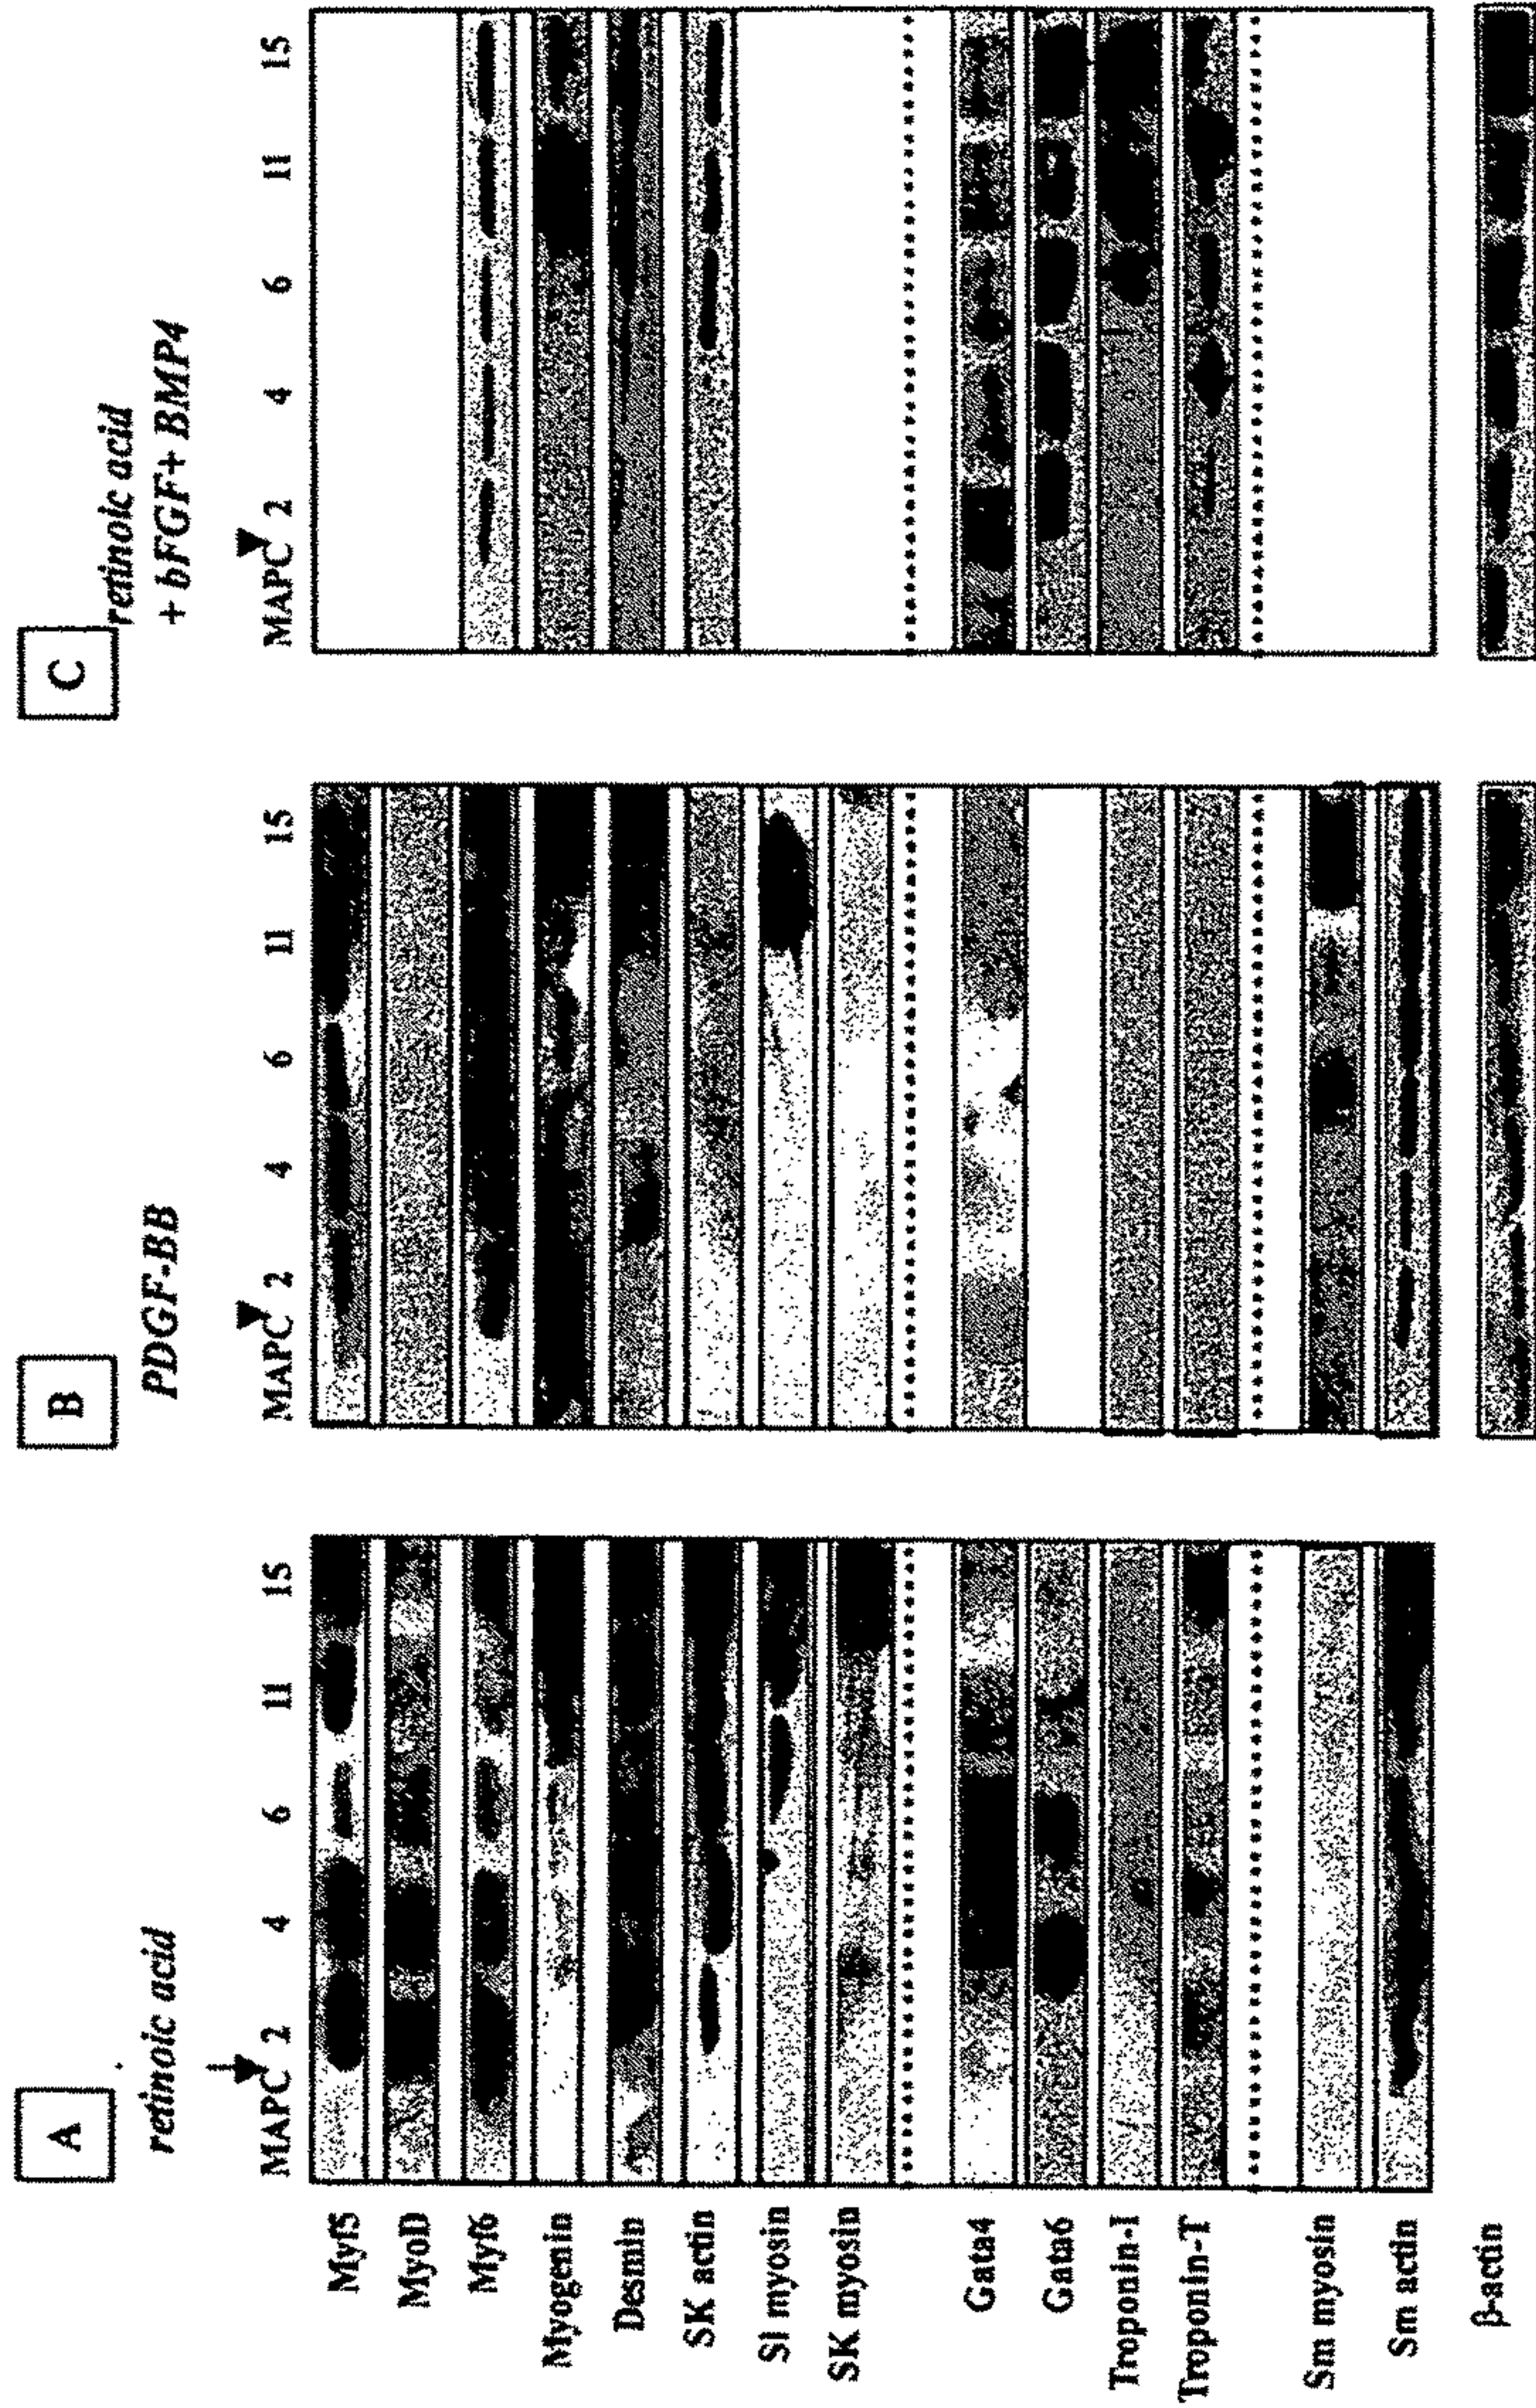 A
retinoic acid
MAPC 2 4 6 11 15
B
PDGF-BB
MAPC 2 4 6 11 15
C
retinoic acid
+ bFGF+ BMP4
MAPC 2 4 6 11 15
Myf5
MyoD
Myf6
Myogenin
Desmin
SK actin
Sl myosin
SK myosin
Gata4
Gata6
Troponin-I
Troponin-T
Sm myosin
Sm actin
β-actin